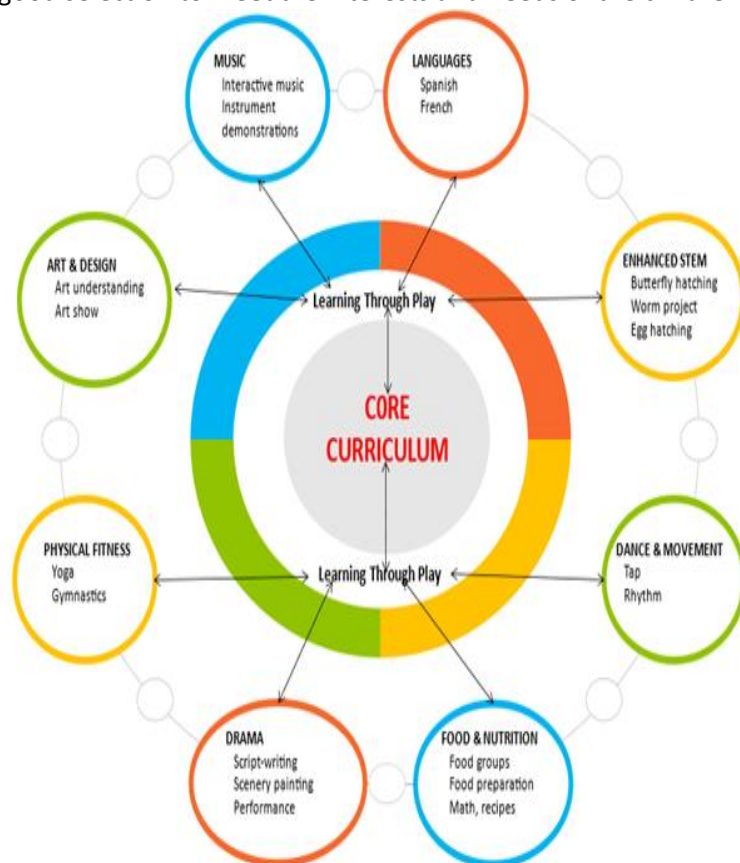 MUSIC
Interactive music
Instrument
demonstrations
LANGUAGES
Spanish
French
ART & DESIGN
Art understanding
Art show
ENHANCED STEM
Butterfly hatching
Worm project
Egg hatching
Learning Through Play
CORE
CURRICULUM
Learning Through Play
PHYSICAL FITNESS
Yoga
Gymnastics
DANCE & MOVEMENT
Tap
Rhythm
DRAMA
Script-writing
Scenery painting
Performance
FOOD & NUTRITION
Food groups
Food preparation
Math, recipes